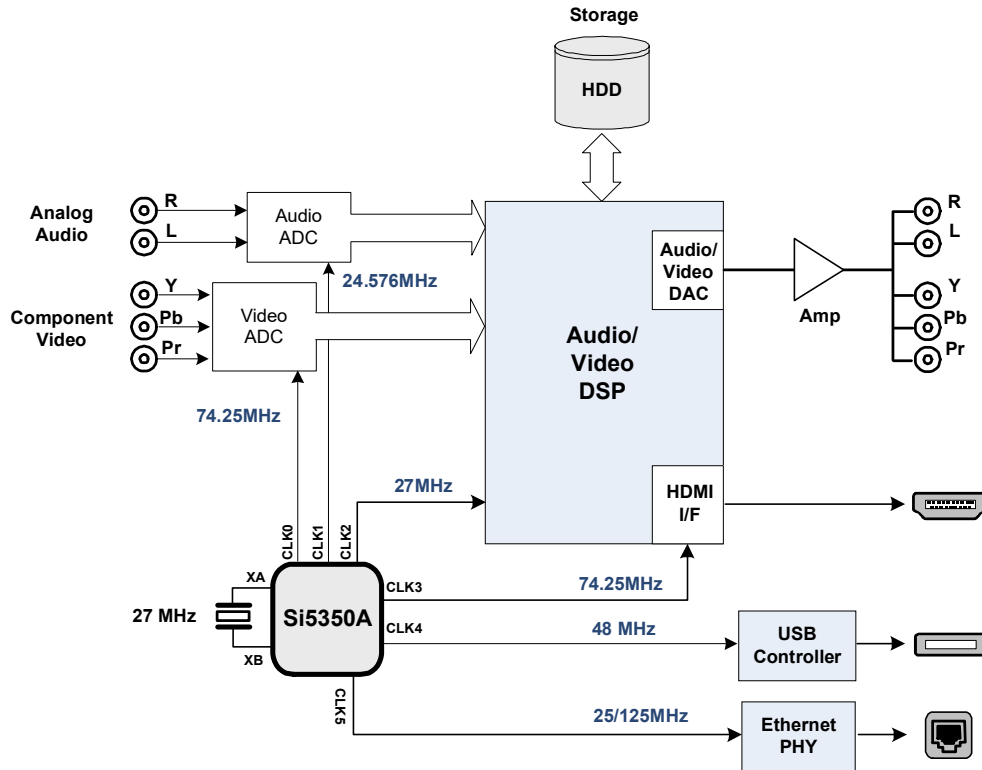 Storage
HDD
Analog
Audio
R
L
Audio
ADC
24.576MHz
Component
Video
Y
Pb
Pr
Video
ADC
74.25MHz
Audio/
Video
DSP
Audio/
Video
DAC
Amp
R
L
Y
Pb
Pr
27MHz
HDMI
I/F
CLK0
CLK1
CLK2
XA
27 MHz
XB
Si5350A
CLK3
74.25MHz
CLK4
48 MHz
USB
Controller
CLK5
25/125MHz
Ethernet
PHY